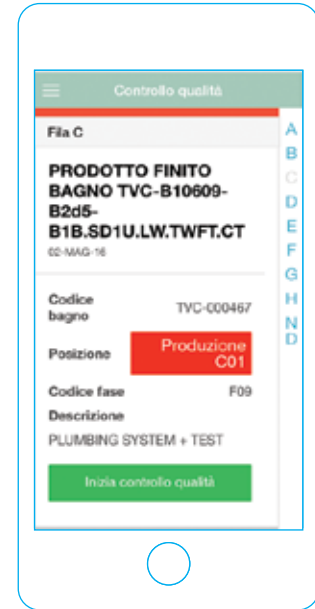 Controllo qualità
Fila C
PRODOTTO FINITO
BAGNO TVC-B10609-
B2d5-
B1B.SD1U.LW.TWFT.CT
02-MAG-16
Codice
bagno
TVC-000467
Posizione
Produzione
C01
Codice fase
F09
Descrizione
PLUMBING SYSTEM + TEST
Inizia controllo qualità
A
B
C
D
E
F
G
H
N
D